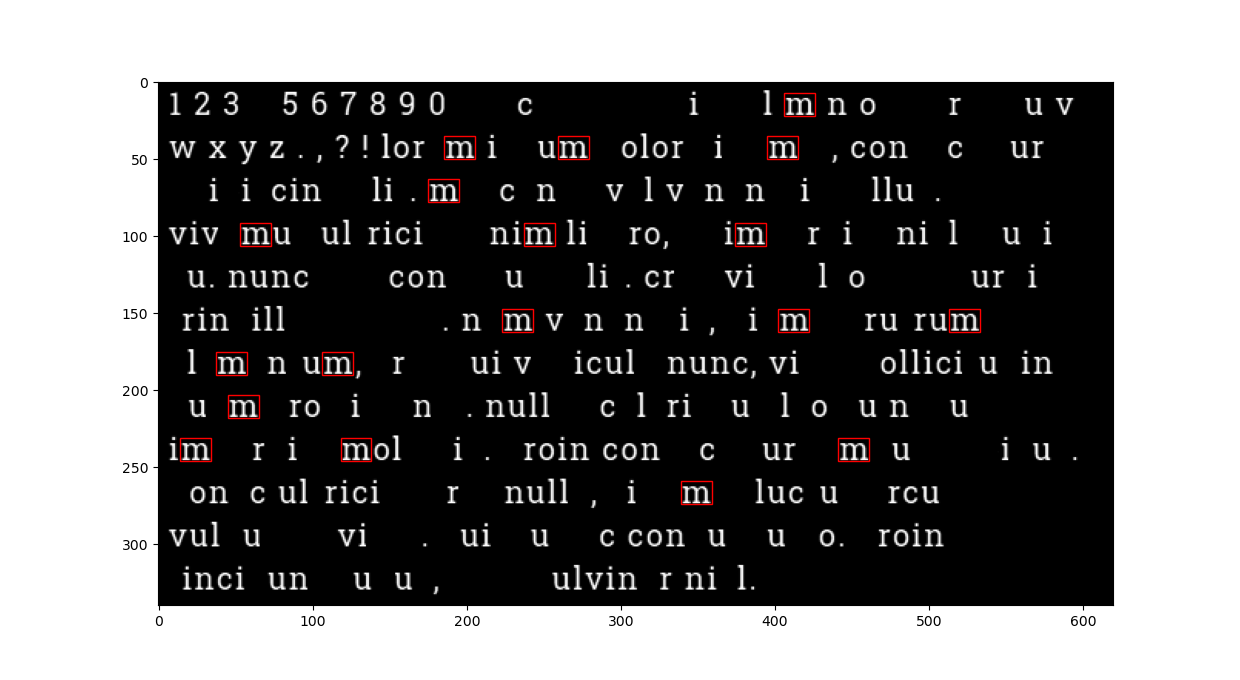 0
50
100
150
200
250
300
1 2 3 5 6 7 8 9 0 c i l m n o r u v
w x y z . , ? ! lor m i um olor i m , con c ur
i i cin li . m c n v l v n n i llu .
viv mu ul rici nim li ro, im r i ni l u i
u. nunc con u li . cr vi l o ur i
rin ill . n m v n n i , i m ru rum
l m n um, r ui v icul nunc, vi ollici u in
u m ro i n . null c l ri u l o u n u
im r i mol i . roin con c ur m u i u .
on c ul rici r null , i m luc u rcu
vul u vi . ui u c con u u o. roin
inci un u u , ulvin r ni l.
0 100 200 300 400 500 600